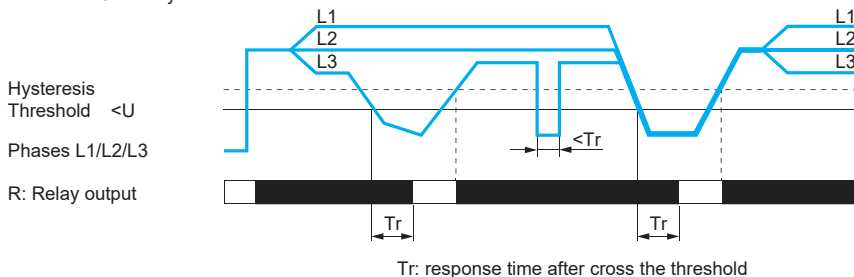 L1
L2
L3
L1
L2
L3
Hysteresis
Threshold <U
<Tr
Phases L1/L2/L3
R: Relay output
Tr
Tr
Tr: response time after cross the threshold